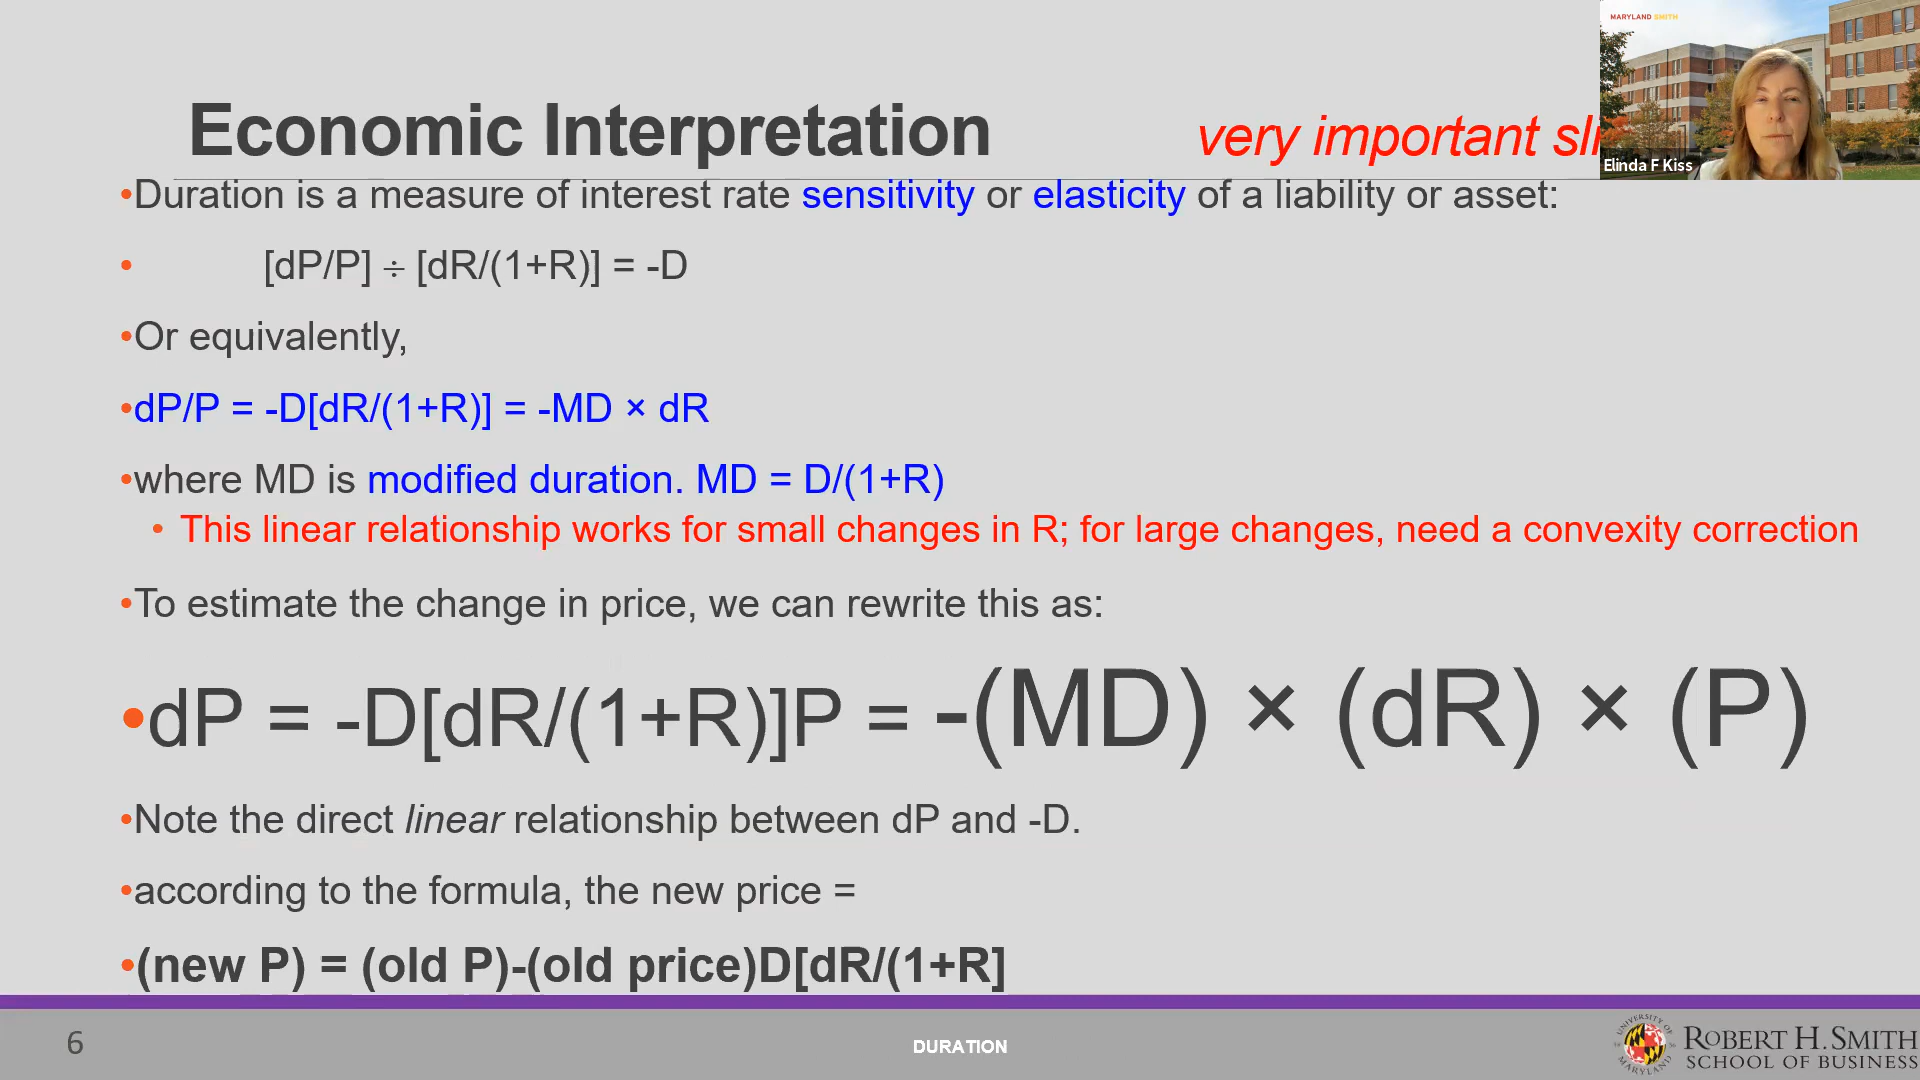 MARYLAND SMITH
Economic Interpretation
very important sli
Elinda F Kiss
•Duration is a measure of interest rate sensitivity or elasticity of a liability or asset:
• [dP/P] ÷ [dR/(1+R)] = -D
•Or equivalently,
•dP/P = -D[dR/(1+R)] = -MD × dR
•where MD is modified duration. MD = D/(1+R)
• This linear relationship works for small changes in R; for large changes, need a convexity correction
•To estimate the change in price, we can rewrite this as:
•dP = -D[dR/(1+R)]P = -(MD) × (dR) × (P)
•Note the direct linear relationship between dP and -D.
•according to the formula, the new price =
•(new P) = (old P)-(old price)D[dR/(1+R]
6
DURATION
UNIVERSITY OF
MARYLAND
ROBERT H. SMITH
SCHOOL OF BUSINESS